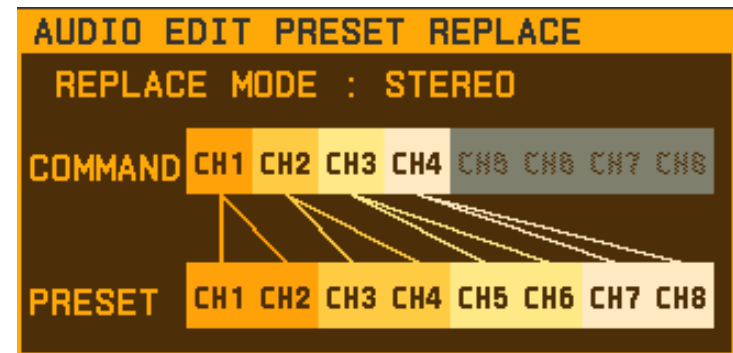 AUDIO EDIT PRESET REPLACE
REPLACE MODE : STEREO
COMMAND CH1 CH2 CH3 CH4 CH5 CH6 CH7 CH8
PRESET CH1 CH2 CH3 CH4 CH5 CH6 CH7 CH8